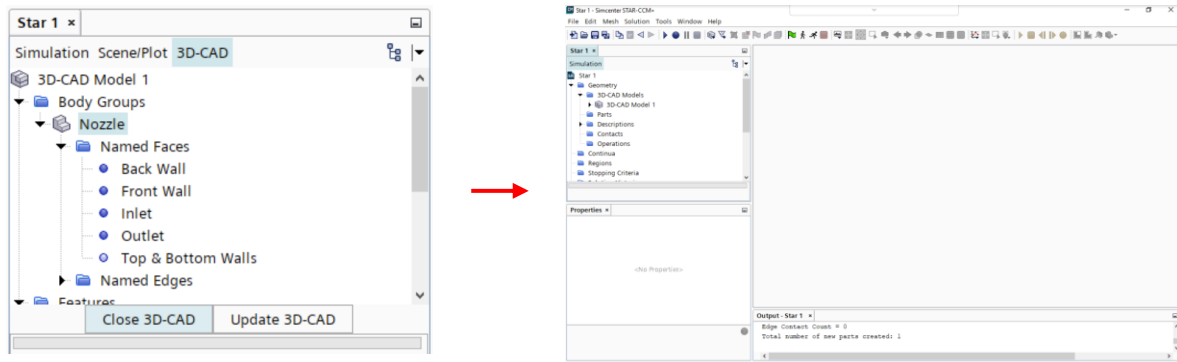 Star 1 ×
Simulation Scene/Plot 3D-CAD
3D-CAD Model 1
Body Groups
Nozzle
Named Faces
Back Wall
Front Wall
Inlet
Outlet
Top & Bottom Walls
Named Edges
Features
Close 3D-CAD Update 3D-CAD
Star 1 - Simcenter STAR-CCM+
File Edit Mesh Solution Tools Window Help
Star 1 ×
Simulation
Star 1
Geometry
3D-CAD Models
3D-CAD Model 1
Parts
Descriptions
Contacts
Operations
Continua
Regions
Stopping Criteria
Properties ×
<No Properties>
Output - Star 1 ×
Edge Contact Count = 0
Total number of new parts created: 1